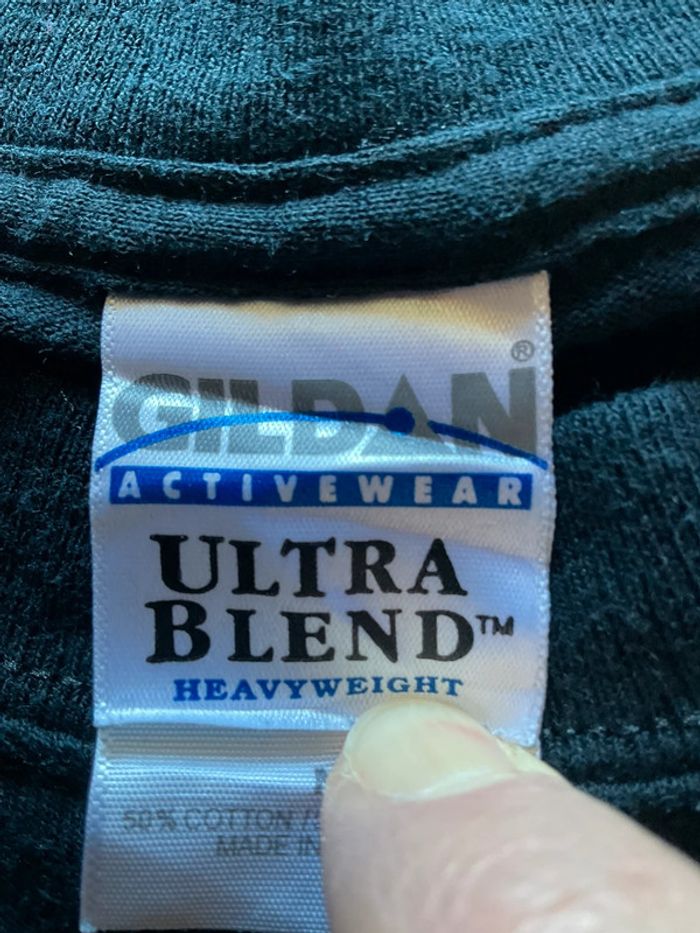 GILDAN®
ACTIVEWEAR
ULTRA
BLEND™
HEAVYWEIGHT
50% COTTON /
MADE IN